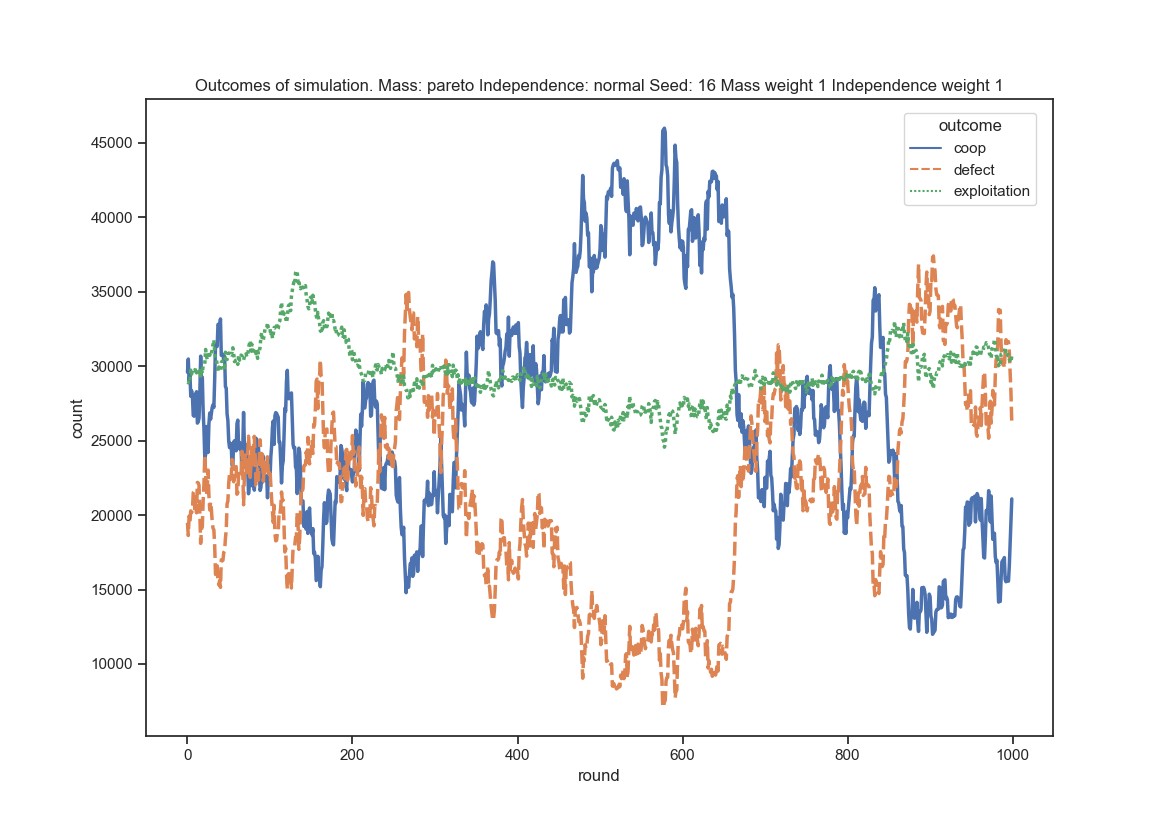 Outcomes of simulation. Mass: pareto Independence: normal Seed: 16 Mass weight 1 Independence weight 1
outcome
coop
defect
exploitation
count
45000
40000
35000
30000
25000
20000
15000
10000
0 200 400 600 800 1000
round